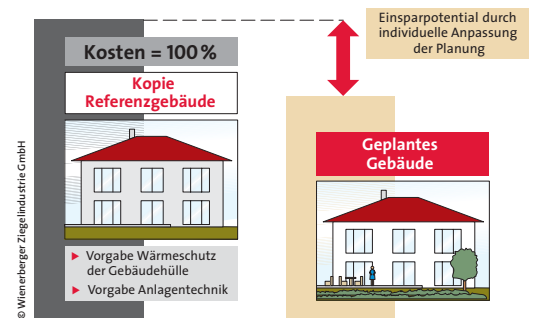 Kosten = 100 %
Kopie
Referenzgebäude
▶ Vorgabe Wärmeschutz
der Gebäudehülle
▶ Vorgabe Anlagentechnik
Einsparpotential durch
individuelle Anpassung
der Planung
Geplantes
Gebäude
© Wienerberger Ziegelindustrie GmbH